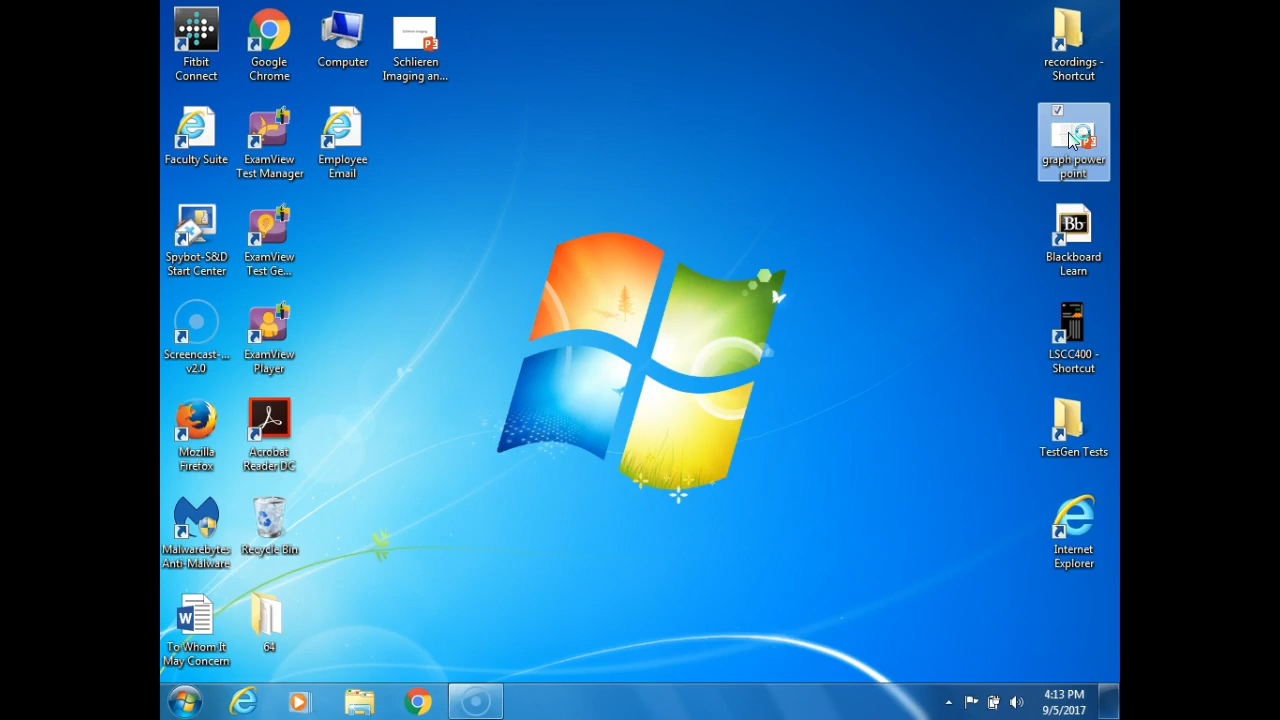 Fitbit
Connect
Google
Chrome
Computer
Schlieren
Imaging an...
recordings -
Shortcut
Faculty Suite
ExamView
Test Manager
Employee
Email
graph power
point
Spybot-S&D
Start Center
ExamView
Test Ge...
Bb
Blackboard
Learn
Screencast-...
v2.0
ExamView
Player
LSCC400 -
Shortcut
Mozilla
Firefox
Acrobat
Reader DC
TestGen Tests
Malwarebytes
Anti-Malware
Recycle Bin
Internet
Explorer
To Whom It
May Concern
64
4:13 PM
9/5/2017